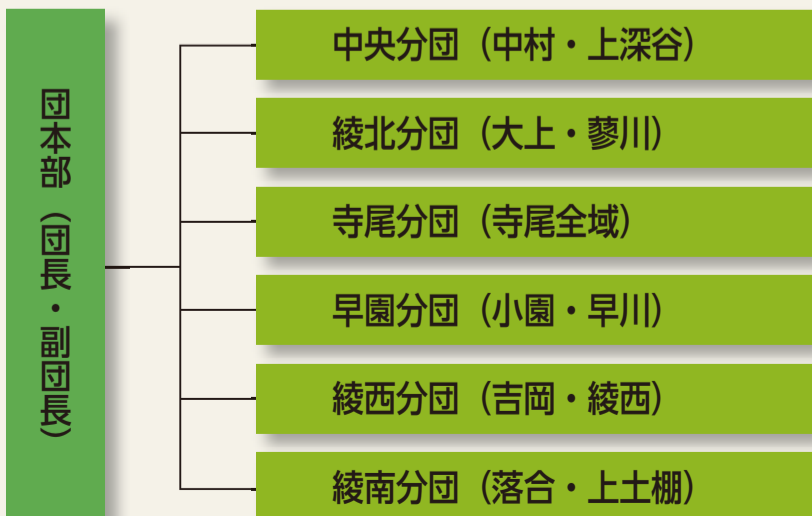 団本部（団長・副団長）
中央分団（中村・上深谷）
綾北分団（大上・蓼川）
寺尾分団（寺尾全域）
早園分団（小園・早川）
綾西分団（吉岡・綾西）
綾南分団（落合・上土棚）